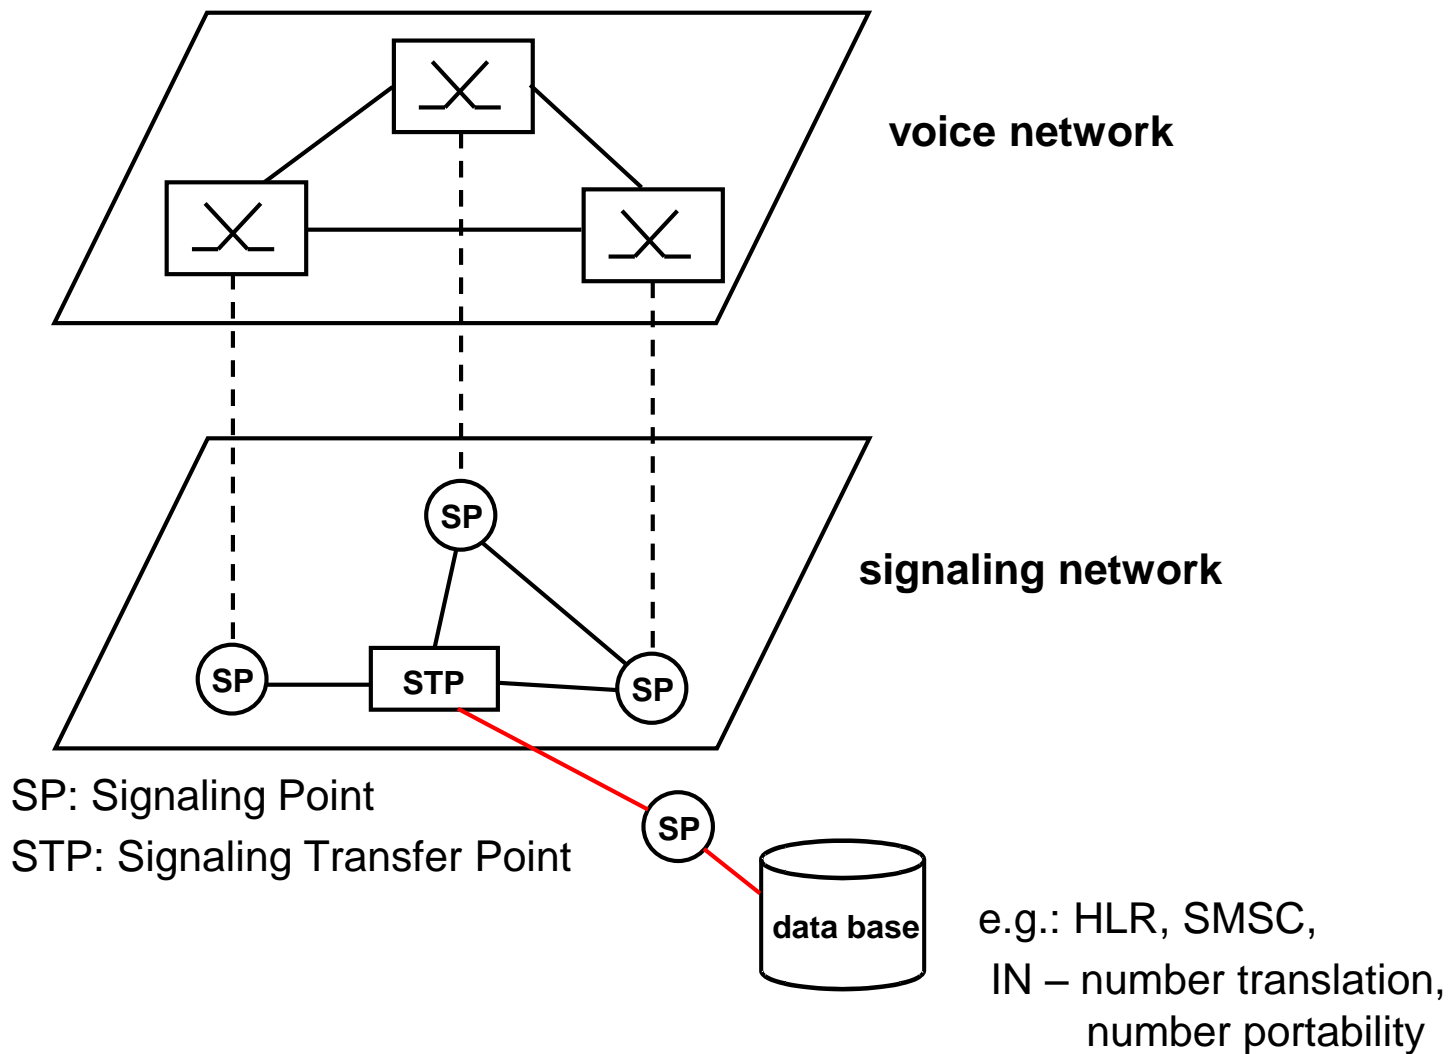 voice network
SP
signaling network
SP
STP
SP
SP: Signaling Point
SP
STP: Signaling Transfer Point
data base
e.g.: HLR, SMSC,
IN – number translation,
number portability